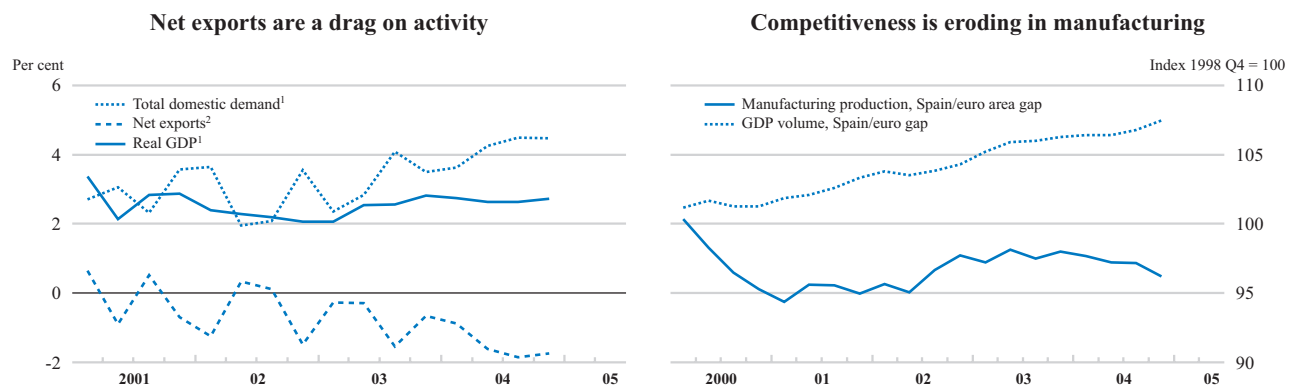 Net exports are a drag on activity
Per cent
6
4
2
0
-2
Total domestic demand1
Net exports2
Real GDP1
2001 02 03 04 05
Competitiveness is eroding in manufacturing
Index 1998 Q4 = 100
110
105
100
95
90
Manufacturing production, Spain/euro area gap
GDP volume, Spain/euro gap
2000 01 02 03 04 05